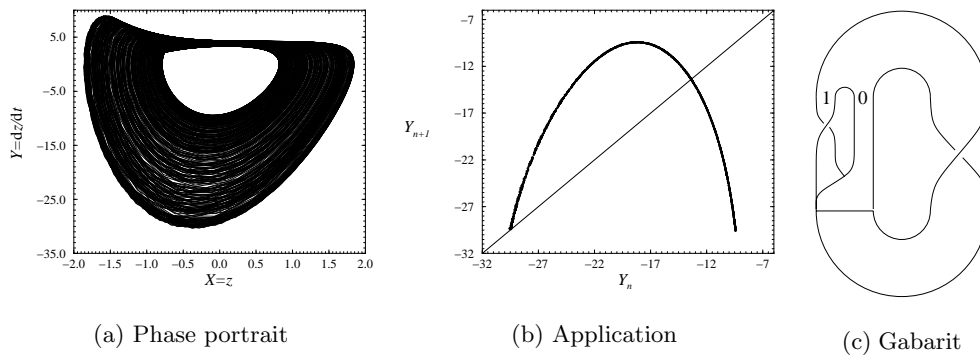 5.0
−5.0
−15.0
−25.0
−35.0
Y=dz/dt
−2.0 −1.5 −1.0 −0.5 0.0 0.5 1.0 1.5 2.0
X=z
(a) Phase portrait
−7
−12
−17
−22
−27
−32
Yn+1
−32 −27 −22 −17 −12 −7
Yn
(b) Application
1 0
(c) Gabarit